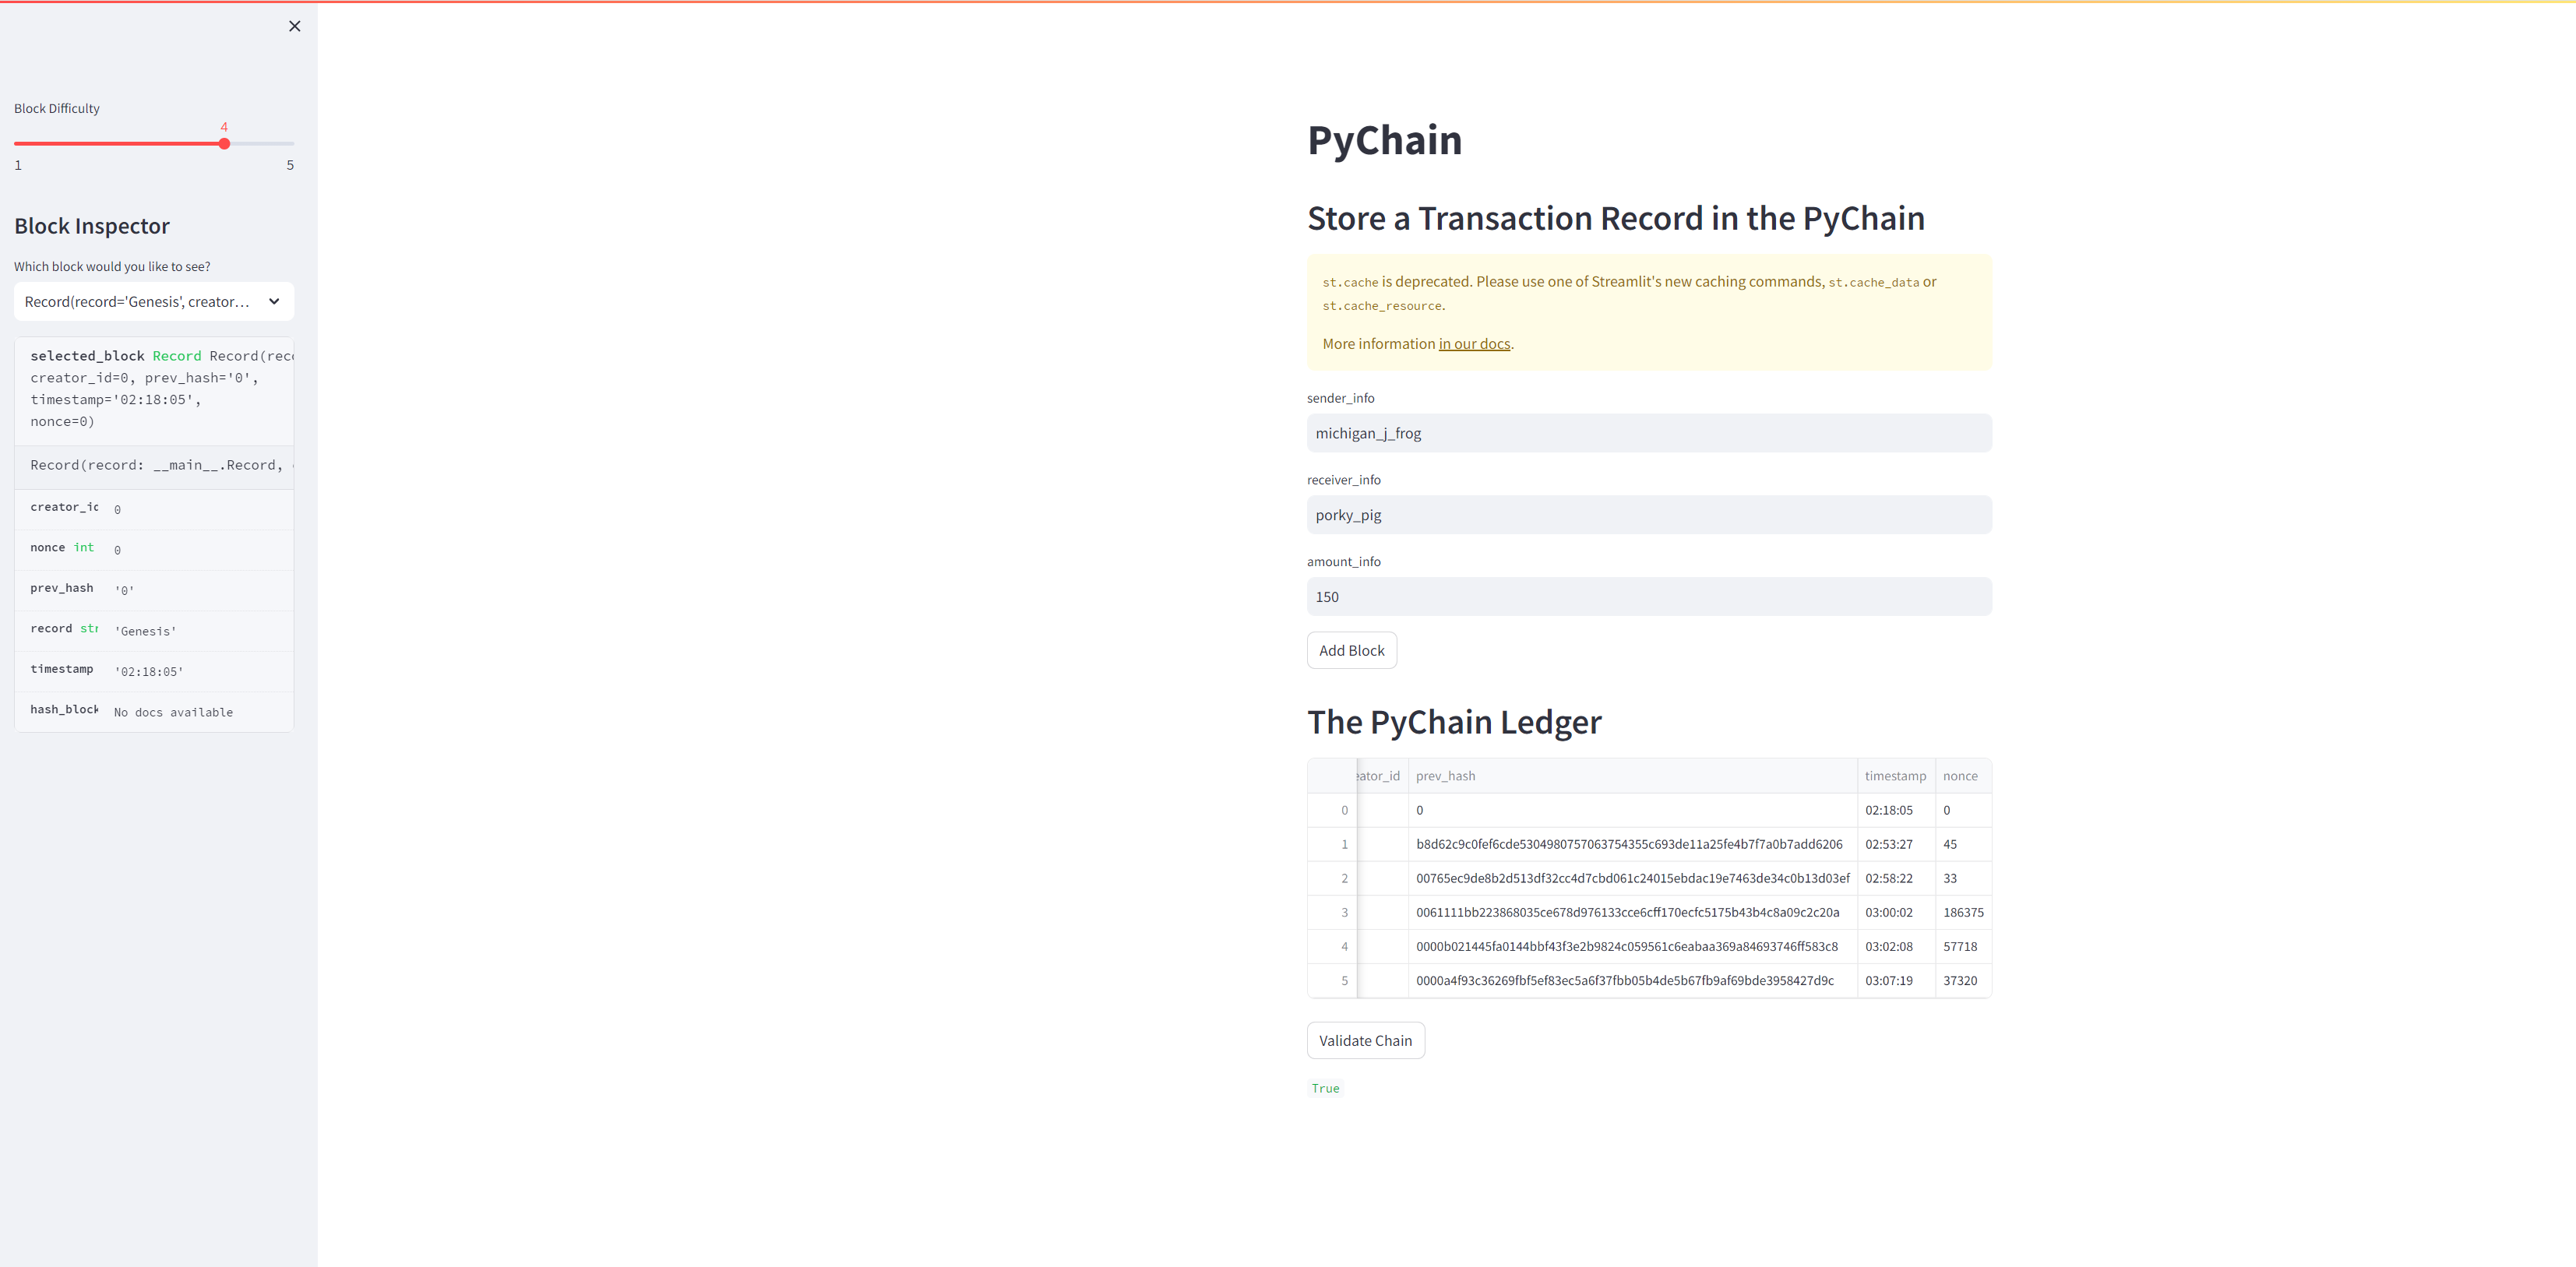 Block Difficulty
4
1 5
Block Inspector
Which block would you like to see?
Record(record='Genesis', creator...
selected_block Record Record(reco
creator_id=0, prev_hash='0',
timestamp='02:18:05',
nonce=0)
Record(record: __main__.Record,
creator_id 0
nonce int 0
prev_hash '0'
record str 'Genesis'
timestamp '02:18:05'
hash_block No docs available
PyChain
Store a Transaction Record in the PyChain
st.cache is deprecated. Please use one of Streamlit's new caching commands, st.cache_data or
st.cache_resource.
More information in our docs.
sender_info
michigan_j_frog
receiver_info
porky_pig
amount_info
150
Add Block
The PyChain Ledger
eator_id prev_hash timestamp nonce
0 0 02:18:05 0
1 b8d62c9c0fef6cde5304980757063754355c693de11a25fe4b7f7a0b7add6206 02:53:27 45
2 00765ec9de8b2d513df32cc4d7cbd061c24015ebdac19e7463de34c0b13d03ef 02:58:22 33
3 0061111bb223868035ce678d976133cce6cff170ecfc5175b43b4c8a09c2c20a 03:00:02 186375
4 0000b021445fa0144bbf43f3e2b9824c059561c6eabaa369a84693746ff583c8 03:02:08 57718
5 0000a4f93c36269fbf5ef83ec5a6f37fbb05b4de5b67fb9af69bde3958427d9c 03:07:19 37320
Validate Chain
True